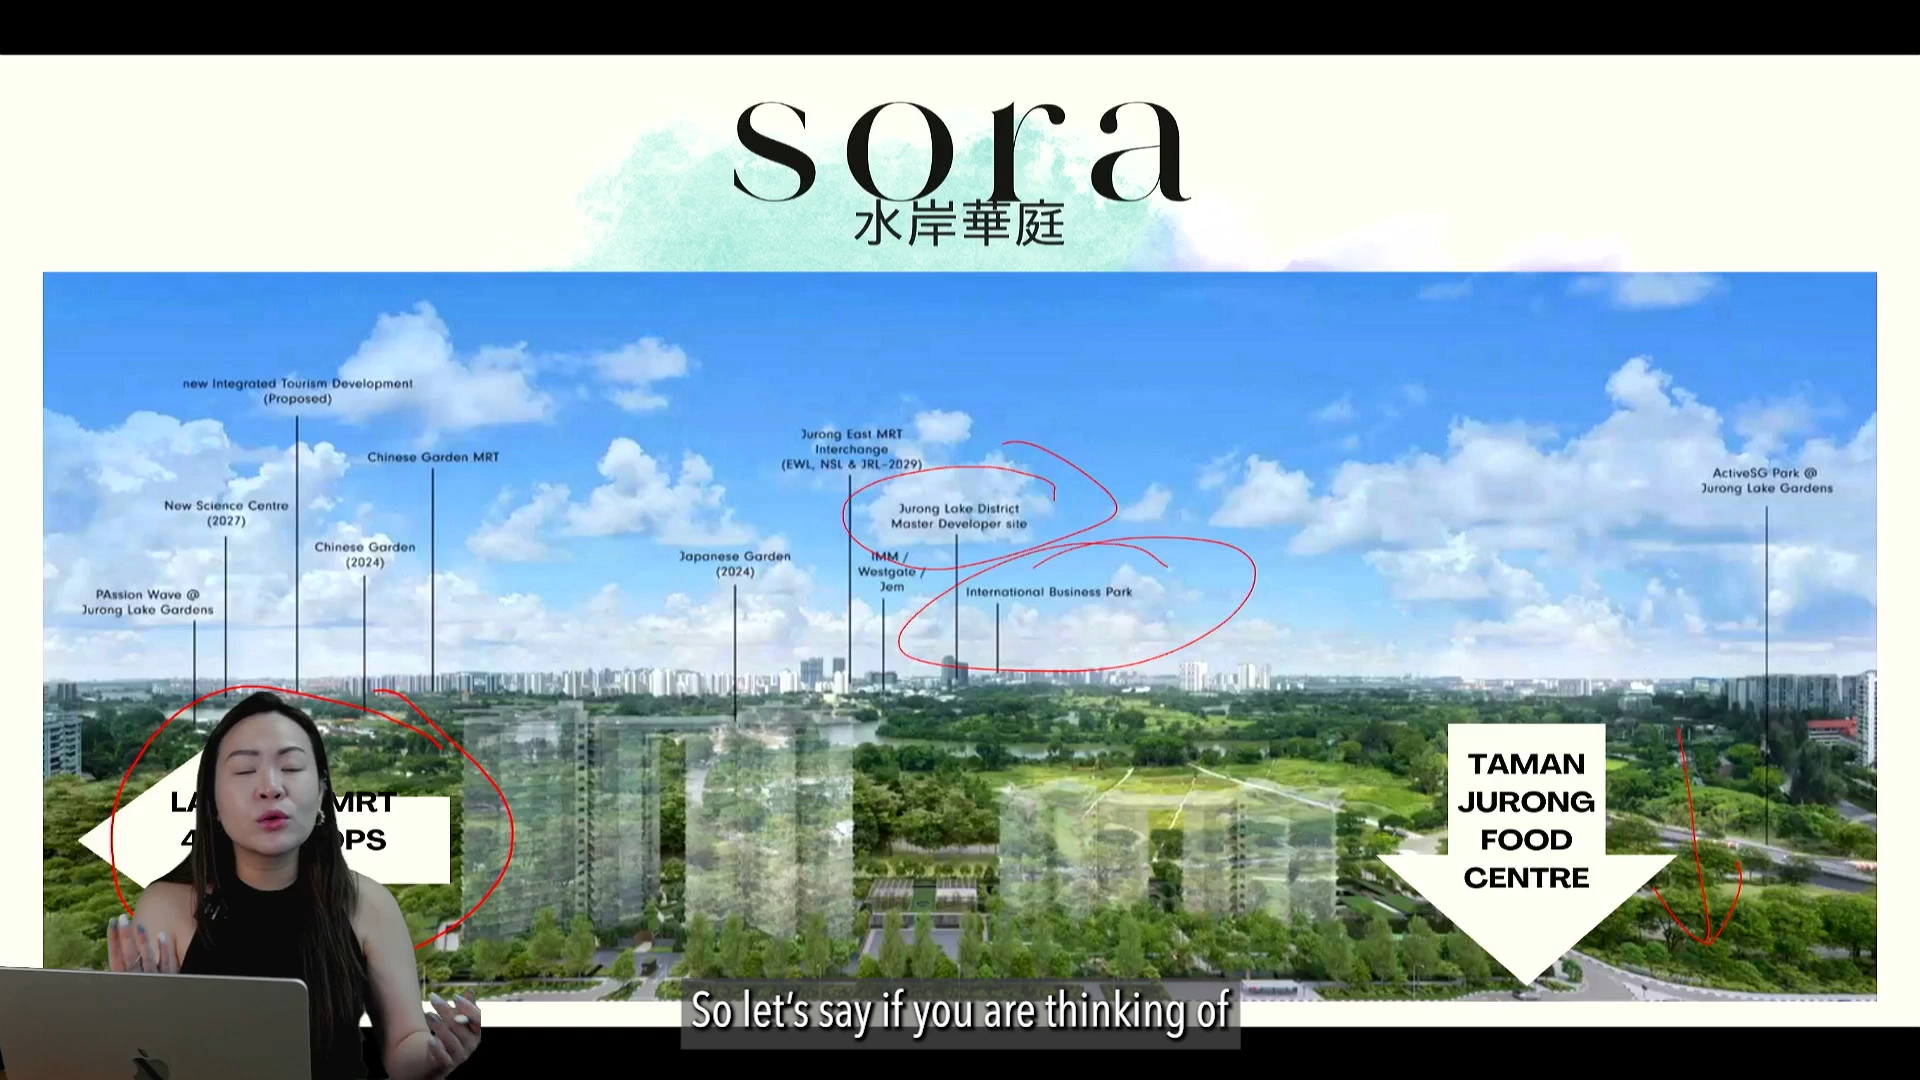 sora
水岸華庭
new Integrated Tourism Development
(Proposed)
Chinese Garden MRT
New Science Centre
(2027)
Chinese Garden
(2024)
PAssion Wave @
Jurong Lake Gardens
Jurong East MRT
Interchange
(EWL, NSL & JRL-2029)
Jurong Lake District
Master Developer site
Japanese Garden
(2024)
IMM /
Westgate /
Jem
International Business Park
ActiveSG Park @
Jurong Lake Gardens
MRT
TAMAN
JURONG
FOOD
CENTRE
So let's say if you are thinking of